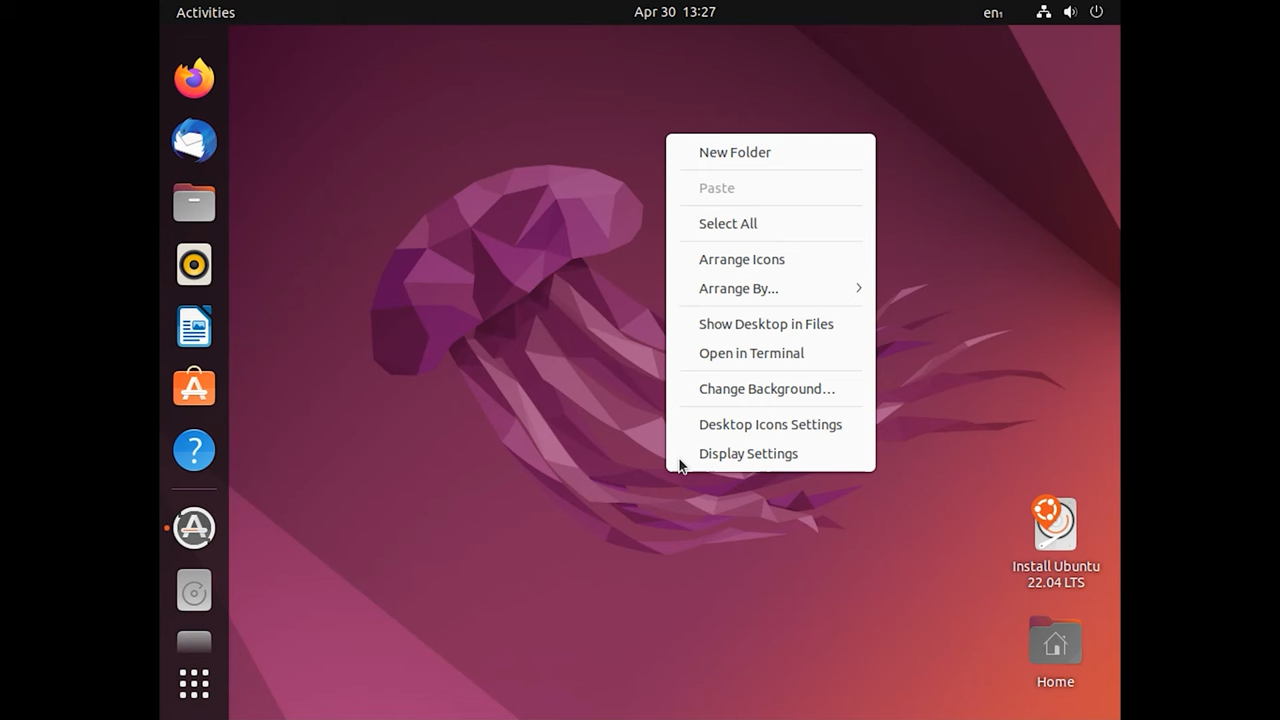 Activities
Apr 30 13:27
en₁
New Folder
Paste
Select All
Arrange Icons
Arrange By...
Show Desktop in Files
Open in Terminal
Change Background…
Desktop Icons Settings
Display Settings
Install Ubuntu
22.04 LTS
Home